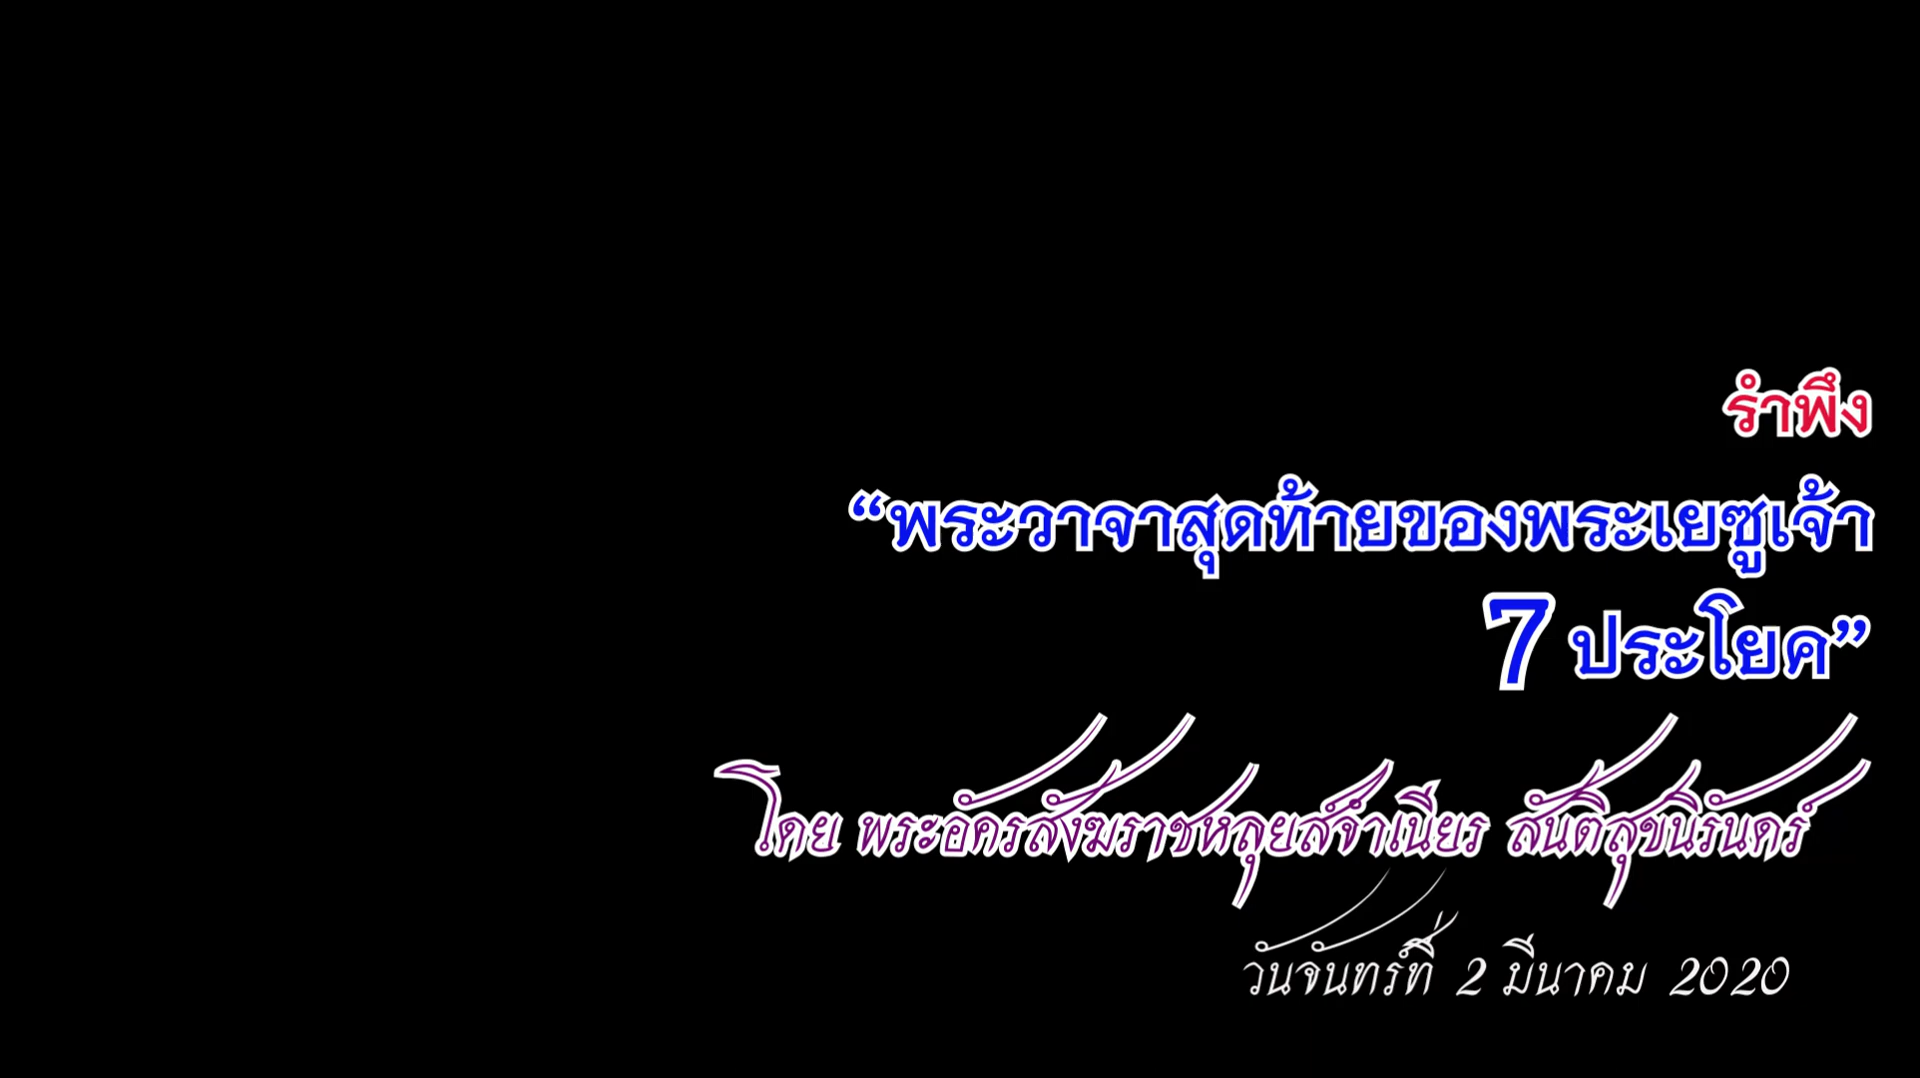 รำพึง
“พระวาจาสุดท้ายของพระเยซูเจ้า
7 ประโยค”
โดย พระอัครสังฆราชหลุยส์จำเนียร สันติสุขนิรันดร์
วันจันทร์ที่ 2 มีนาคม 2020